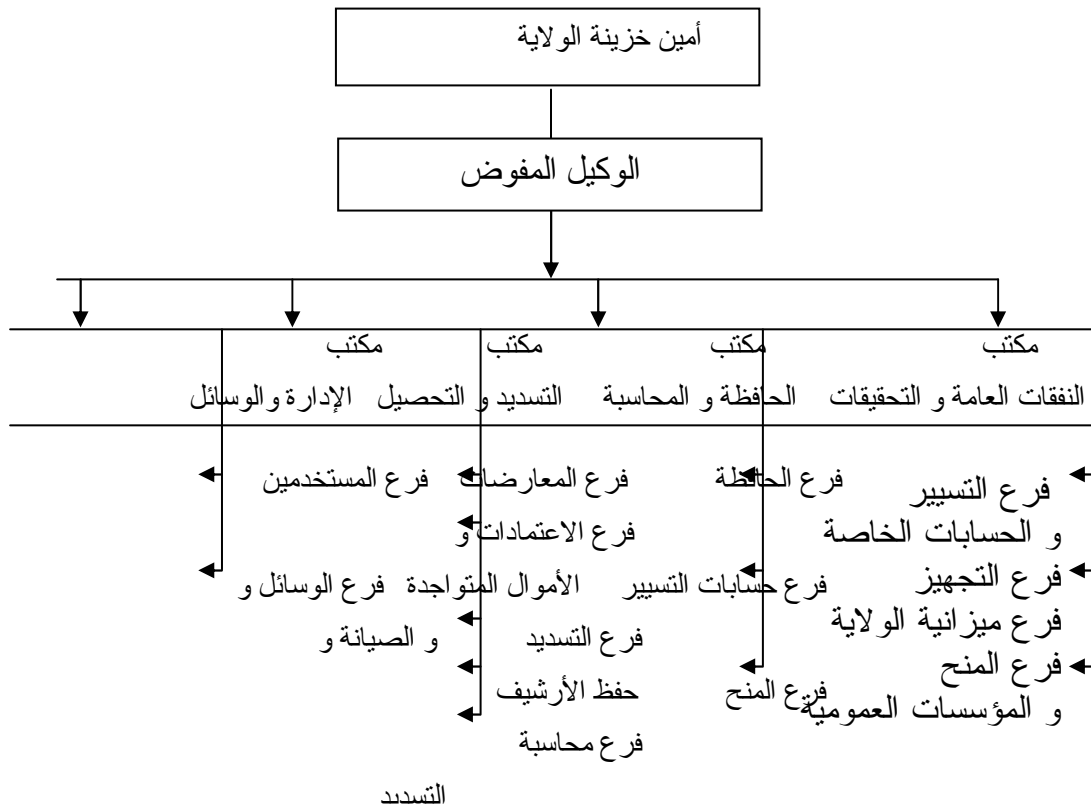 أمين خزينة الولاية
الوكيل المفوض
مكتب مكتب مكتب مكتب
النفقات العامة و التحقيقات الحافظة و المحاسبة التسديد و التحصيل الإدارة والوسائل
فرع التسيير
و الحسابات الخاصة
فرع التجهيز
فرع ميزانية الولاية
فرع المنح
و المؤسسات العمومية
فرع الحافظة فرع المعارضات فرع المستخدمين
فرع الاعتمادات و
فرع حسابات التسيير الأموال المتواجدة فرع الوسائل و
فرع التسديد و الصيانة و
فرع المنح حفظ الأرشيف
فرع محاسبة
التسديد